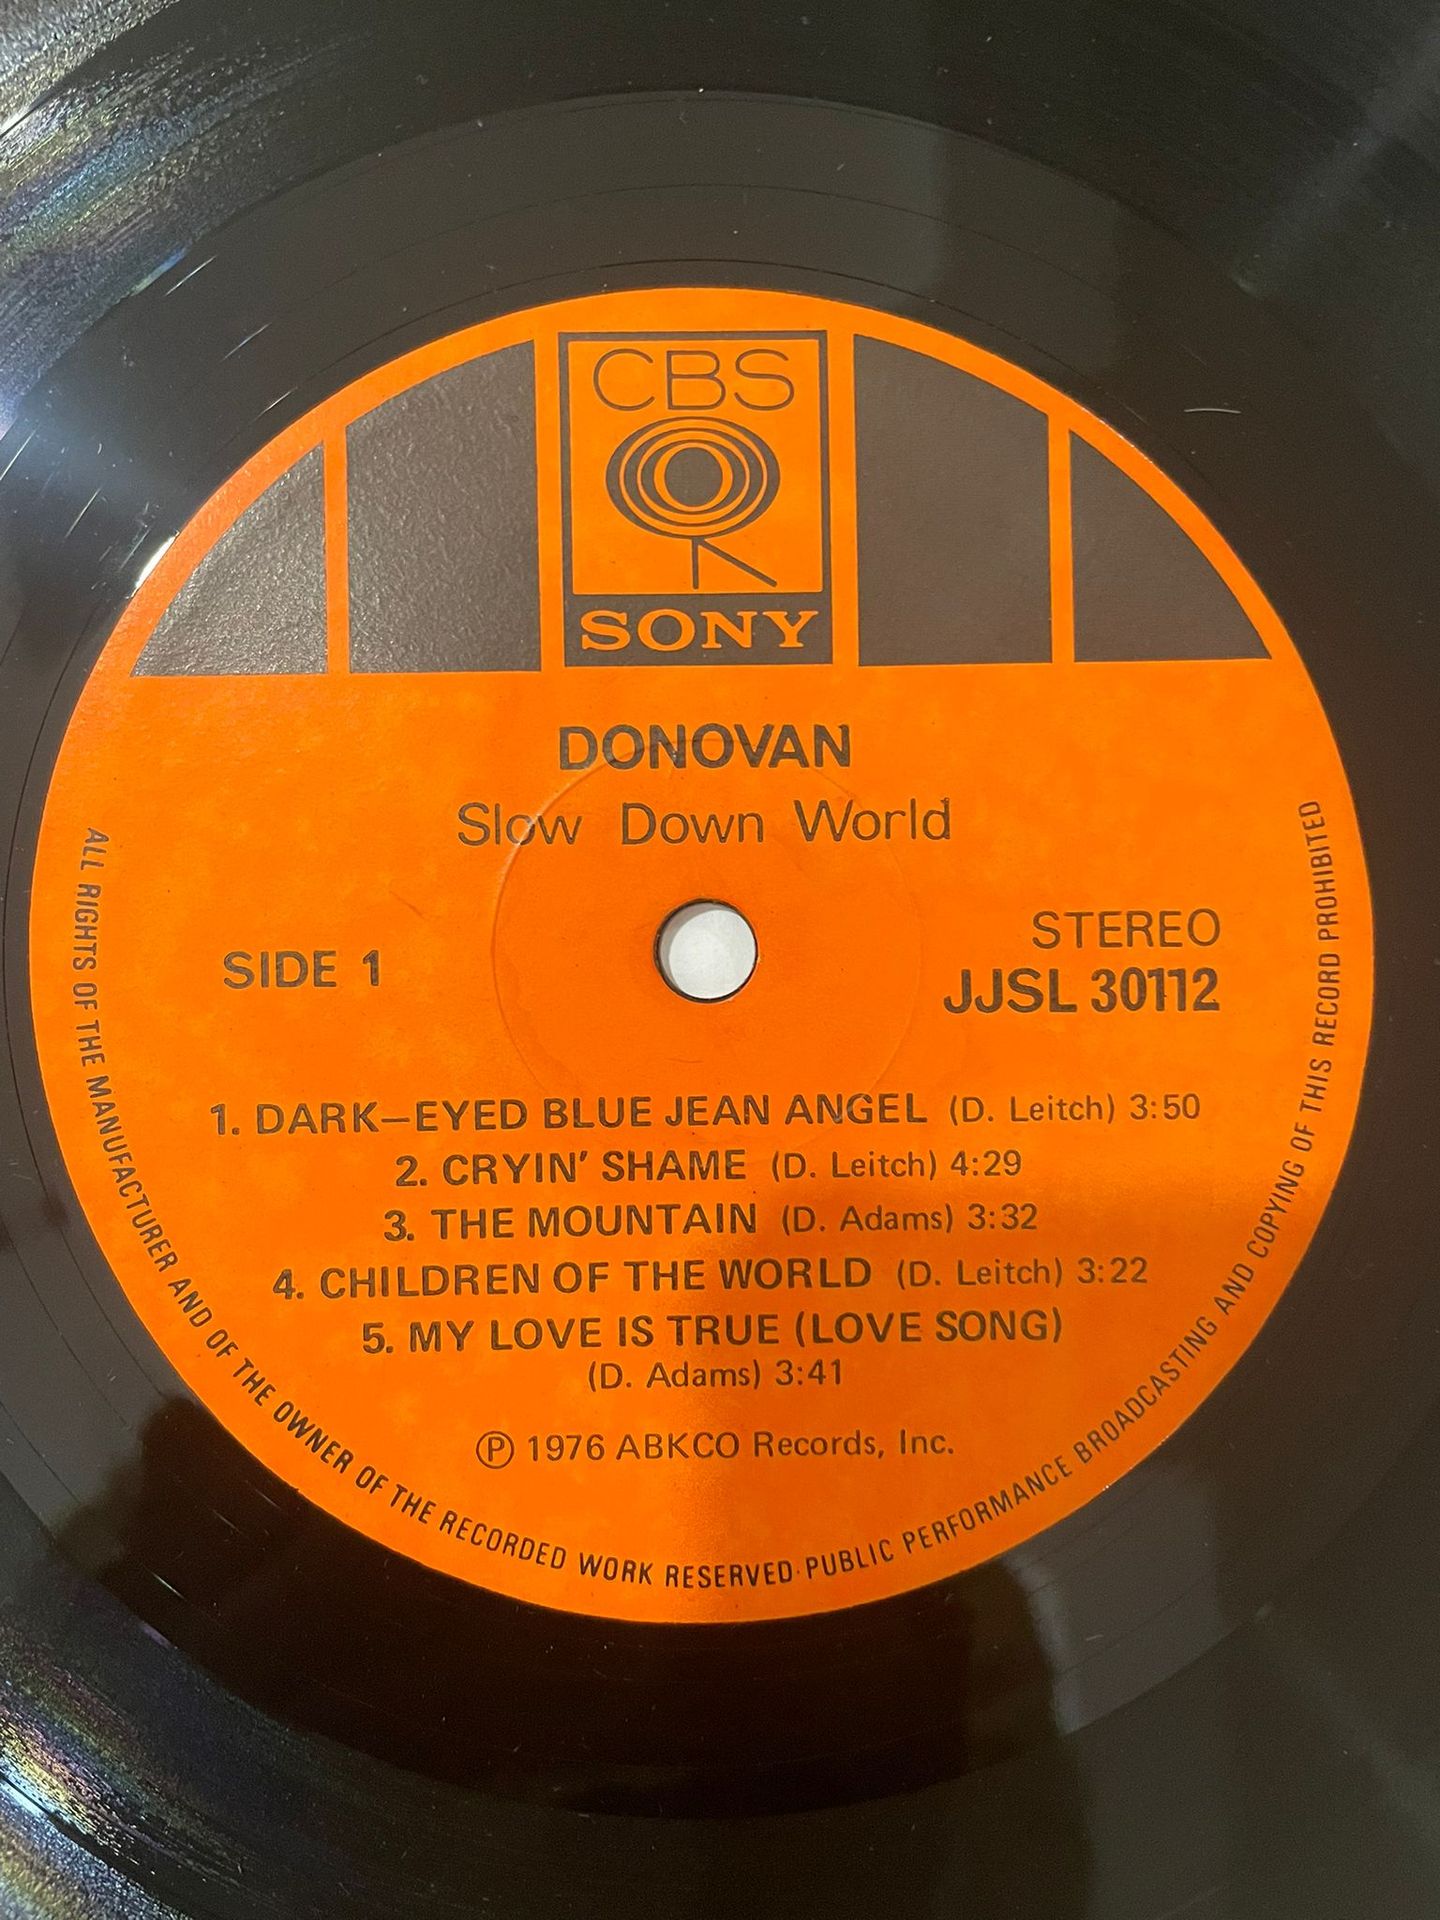 CBS
SONY
DONOVAN
Slow Down World
SIDE 1
STEREO
JJSL 30112
1. DARK–EYED BLUE JEAN ANGEL (D. Leitch) 3:50
2. CRYIN' SHAME (D. Leitch) 4:29
3. THE MOUNTAIN (D. Adams) 3:32
4. CHILDREN OF THE WORLD (D. Leitch) 3:22
5. MY LOVE IS TRUE (LOVE SONG)
(D. Adams) 3:41
℗ 1976 ABKCO Records, Inc.
ALL RIGHTS OF THE MANUFACTURER AND OF THE OWNER OF THE RECORDED WORK RESERVED·PUBLIC PERFORMANCE BROADCASTING AND COPYING OF THIS RECORD PROHIBITED